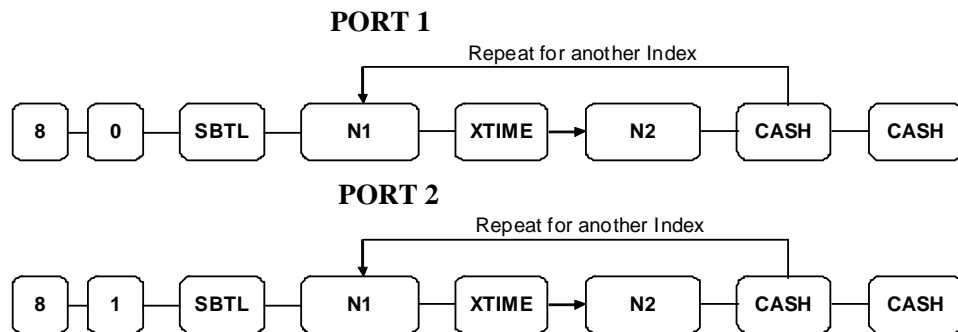 PORT 1
Repeat for another Index
8 0 SBTL N1 XTIME N2 CASH CASH
PORT 2
Repeat for another Index
8 1 SBTL N1 XTIME N2 CASH CASH